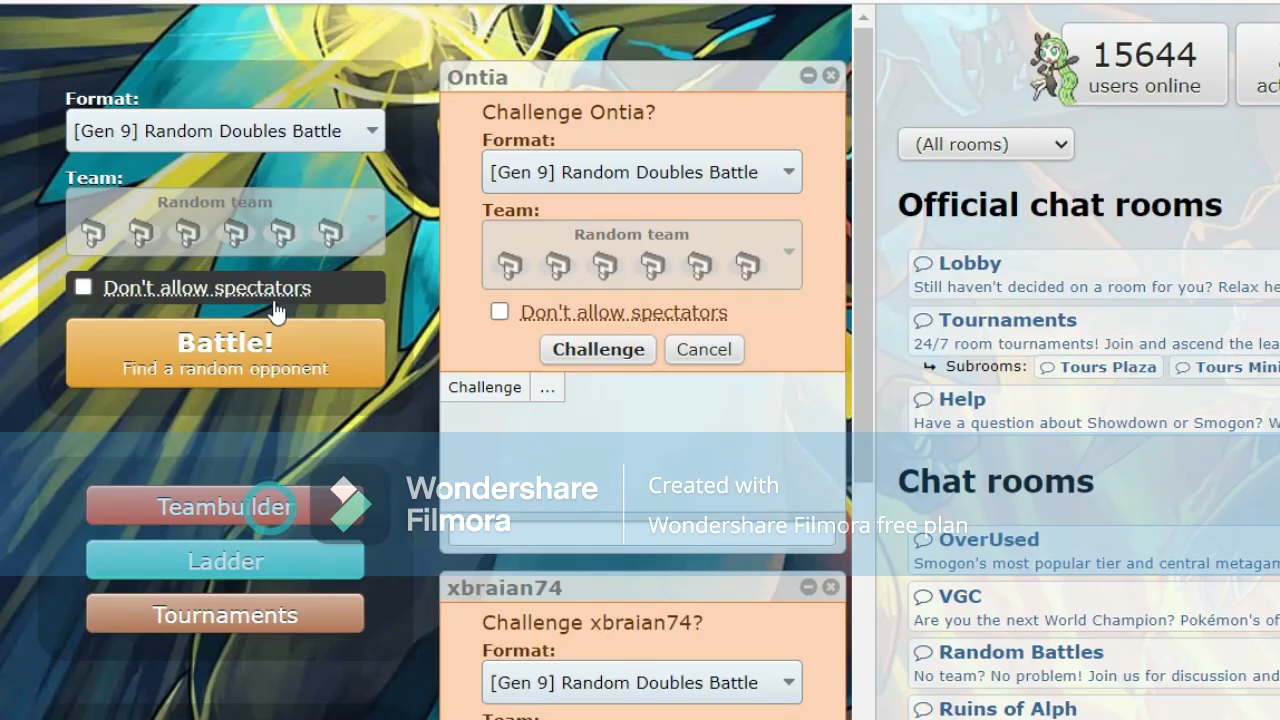 Format:
[Gen 9] Random Doubles Battle
Team:
Random team
Don't allow spectators
Battle!
Find a random opponent
Teambuilder
Ladder
Tournaments
Ontia
Challenge Ontia?
Format:
[Gen 9] Random Doubles Battle
Team:
Random team
Don't allow spectators
Challenge Cancel
Challenge ...
Wondershare
Filmora
Created with
Wondershare Filmora free plan
xbraian74
Challenge xbraian74?
Format:
[Gen 9] Random Doubles Battle
15644
users online
(All rooms)
Official chat rooms
Lobby
Still haven't decided on a room for you? Relax
Tournaments
24/7 room tournaments! Join and ascend the
Subrooms: Tours Plaza Tours
Help
Have a question about Showdown or Smogon?
Chat rooms
OverUsed
Smogon's most popular tier and central
VGC
Are you the next World Champion? Pokémon's
Random Battles
No team? No problem! Join us for discussion and
Ruins of Alph